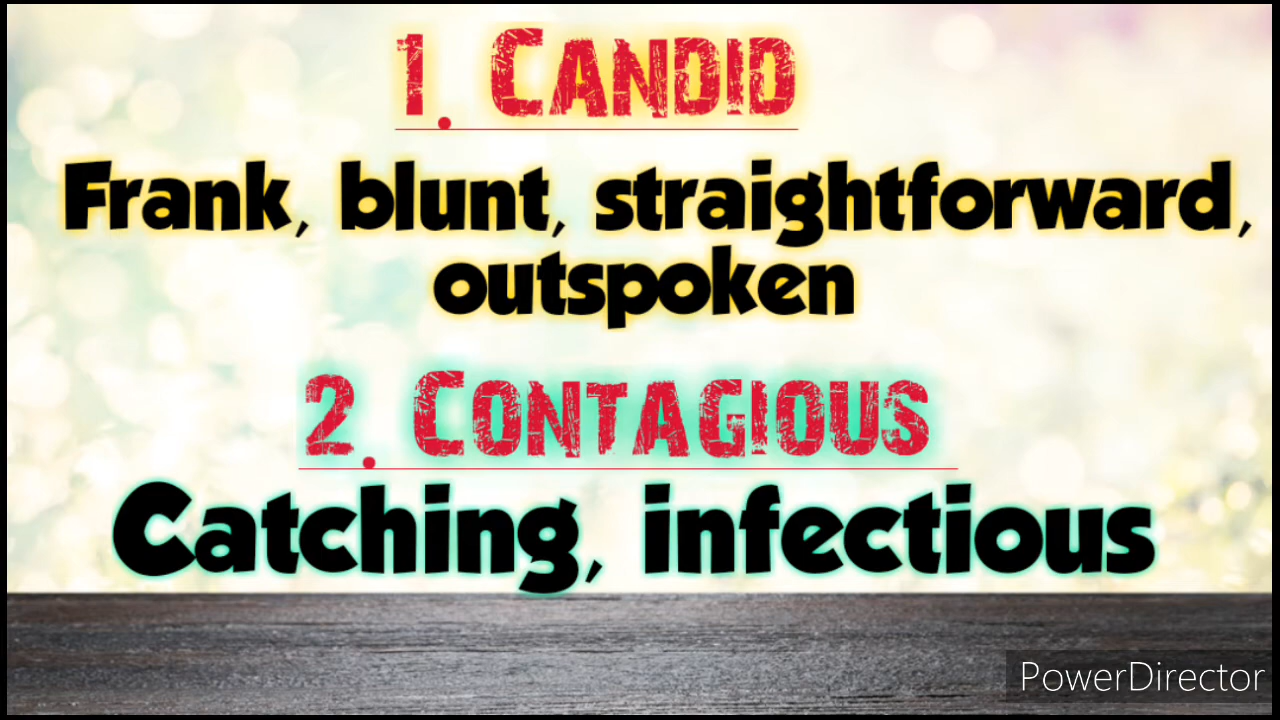 1. CANDID
Frank, blunt, straightforward,
outspoken
2. CONTAGIOUS
Catching, infectious
PowerDirector